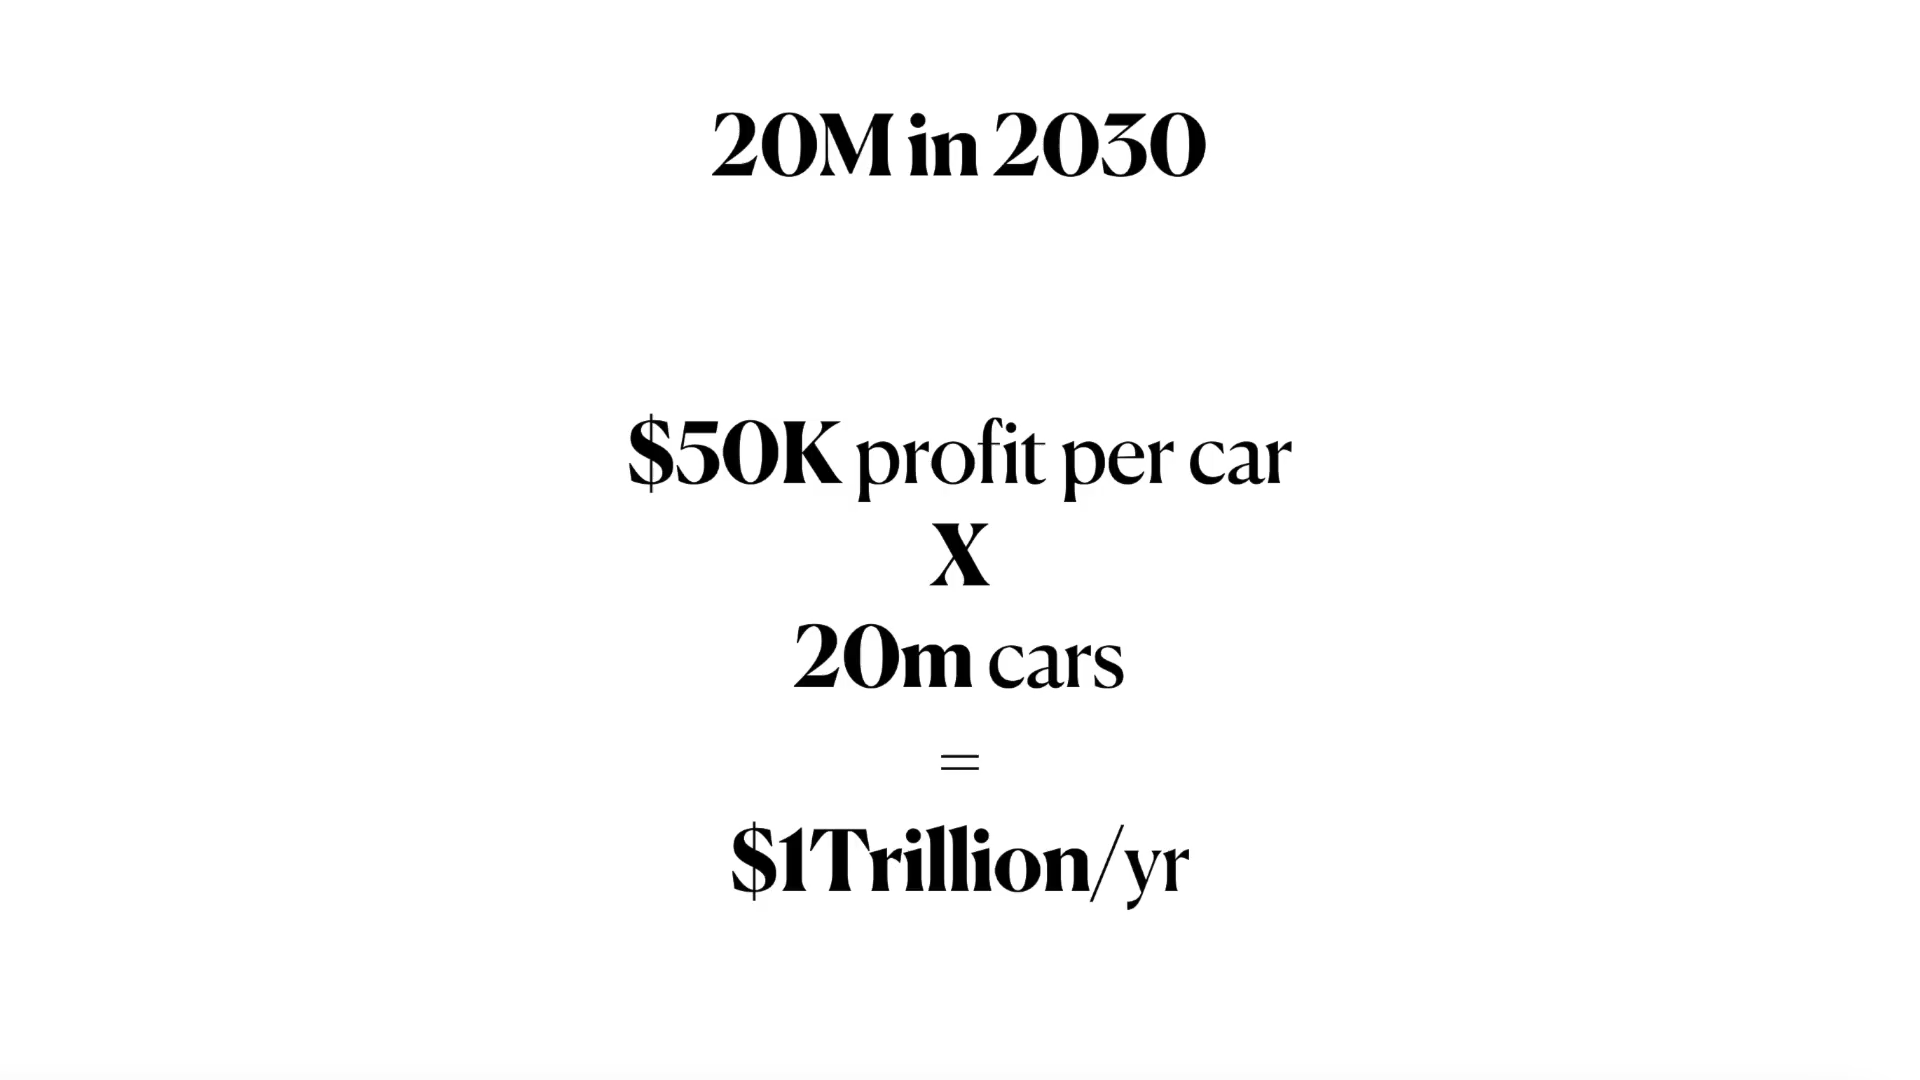 20M in 2030
$50K profit per car
X
20m cars
=
$1Trillion/yr